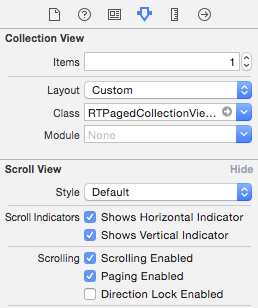 Collection View
Items 1
Layout Custom
Class RTPagedCollectionVie...
Module None
Scroll View Hide
Style Default
Scroll Indicators Shows Horizontal Indicator
Shows Vertical Indicator
Scrolling Scrolling Enabled
Paging Enabled
Direction Lock Enabled